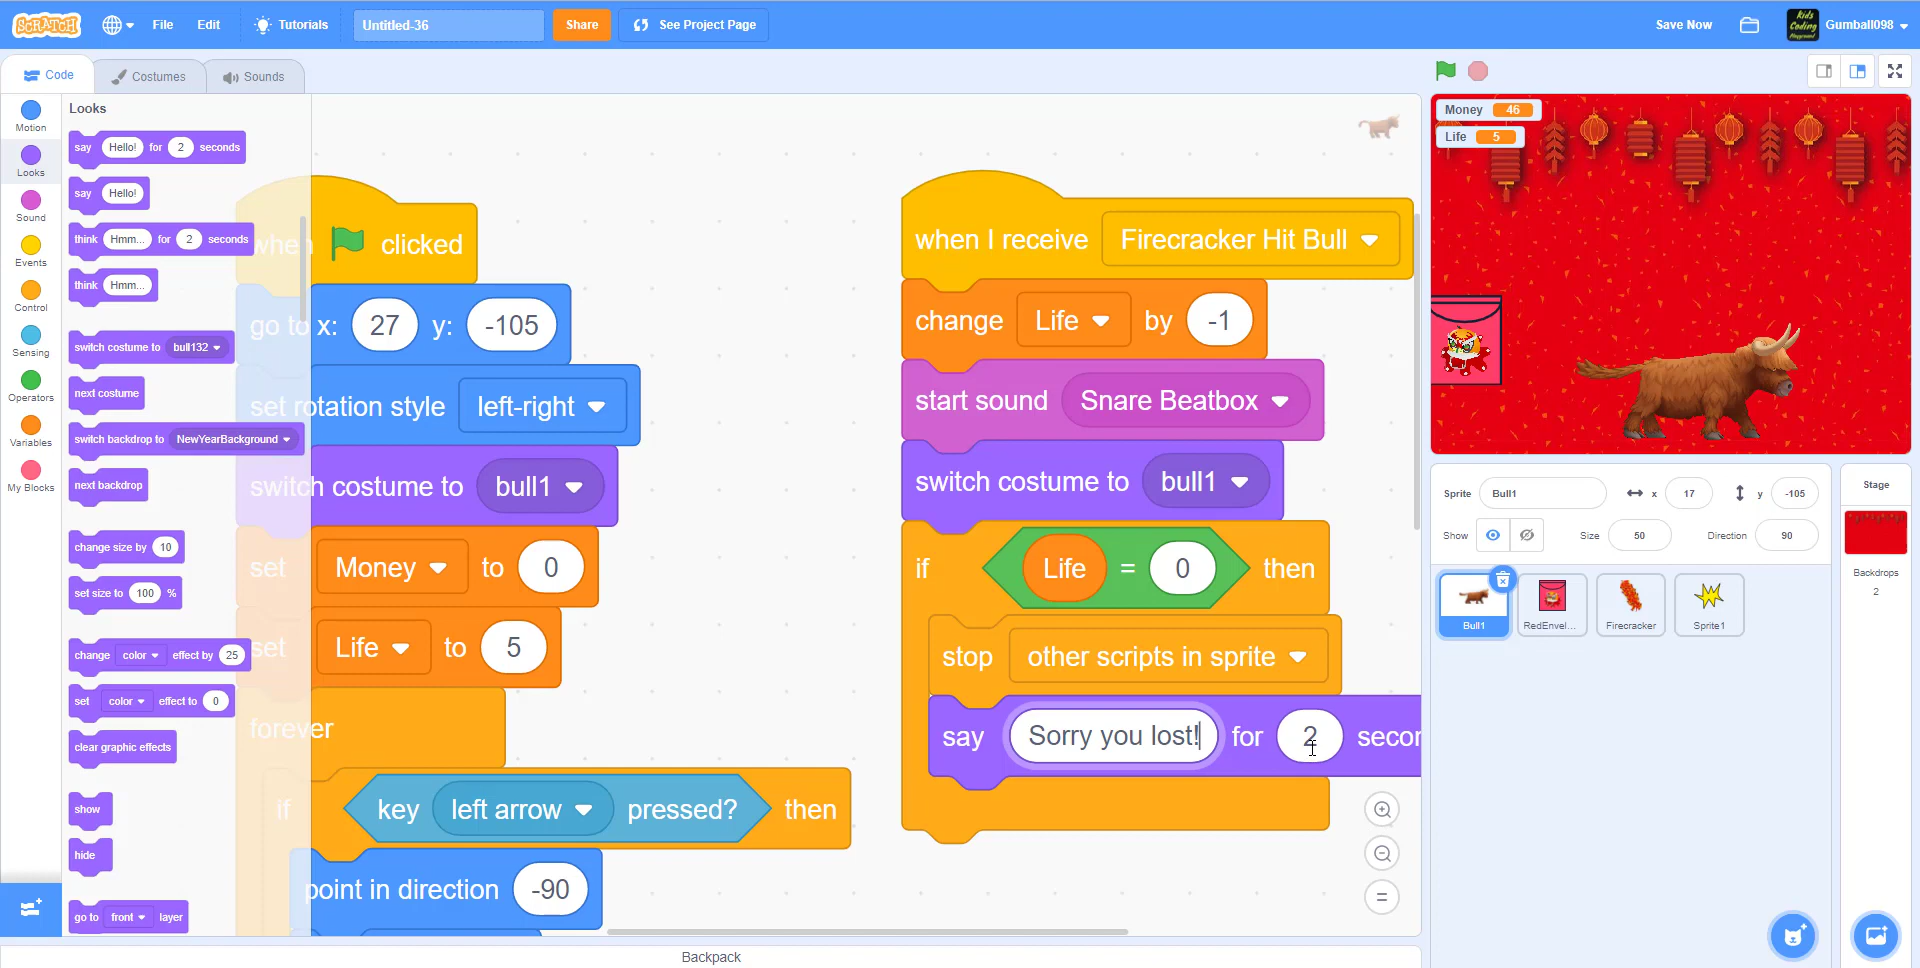 SCRATCH
File
Edit
Tutorials
Untitled-36
Share
See Project Page
Save Now
Kids
Coding
Playground
Gumball098
Code
Costumes
Sounds
Motion
Looks
Sound
Events
Control
Sensing
Operators
Variables
My Blocks
Looks
say Hello! for 2 seconds
say Hello!
think Hmm... for 2 seconds
think Hmm...
switch costume to bull132
next costume
switch backdrop to NewYearBackground
next backdrop
change size by 10
set size to 100 %
change color effect by 25
set color effect to 0
clear graphic effects
show
hide
go to front layer
when clicked
go to x: 27 y: -105
set rotation style left-right
switch costume to bull1
set Money to 0
set Life to 5
forever
if key left arrow pressed? then
point in direction -90
when I receive Firecracker Hit Bull
change Life by -1
start sound Snare Beatbox
switch costume to bull1
if Life = 0 then
stop other scripts in sprite
say Sorry you lost! for 2 secon
=
Backpack
Money 46
Life 5
Sprite Bull1 x 17 y -105
Show Size 50 Direction 90
Bull1
RedEnvel...
Firecracker
Sprite1
Stage
Backdrops
2